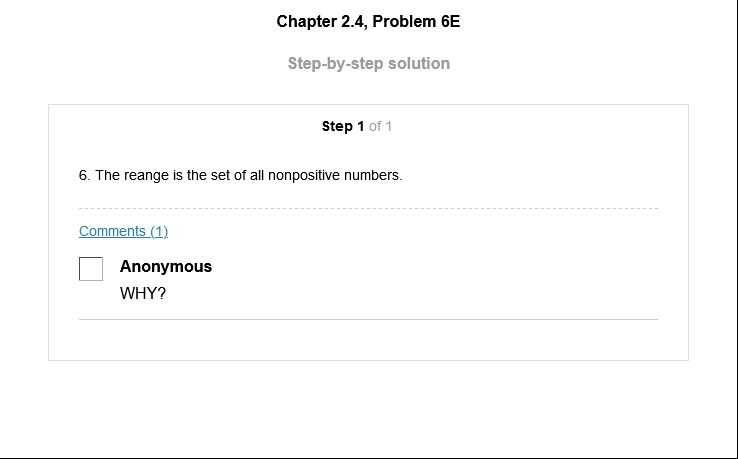 Chapter 2.4, Problem 6E
Step-by-step solution
Step 1 of 1
6. The reange is the set of all nonpositive numbers.
Comments (1)
Anonymous
WHY?